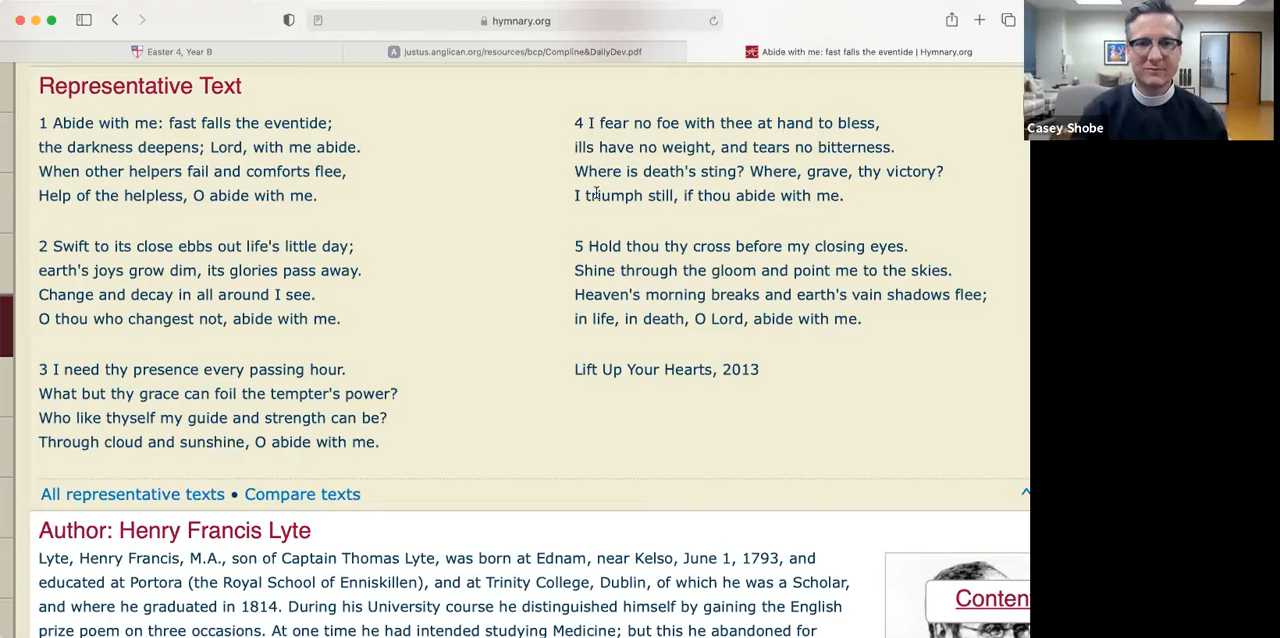 hymnary.org
Easter 4, Year B
justus.anglican.org/resources/bcp/Compline&DailyDev.pdf
Abide with me: fast falls the eventide | Hymnary.org
Casey Shobe
Representative Text
1 Abide with me: fast falls the eventide;
the darkness deepens; Lord, with me abide.
When other helpers fail and comforts flee,
Help of the helpless, O abide with me.
2 Swift to its close ebbs out life's little day;
earth's joys grow dim, its glories pass away.
Change and decay in all around I see.
O thou who changest not, abide with me.
3 I need thy presence every passing hour.
What but thy grace can foil the tempter's power?
Who like thyself my guide and strength can be?
Through cloud and sunshine, O abide with me.
4 I fear no foe with thee at hand to bless,
ills have no weight, and tears no bitterness.
Where is death's sting? Where, grave, thy victory?
I triumph still, if thou abide with me.
5 Hold thou thy cross before my closing eyes.
Shine through the gloom and point me to the skies.
Heaven's morning breaks and earth's vain shadows flee;
in life, in death, O Lord, abide with me.
Lift Up Your Hearts, 2013
All representative texts • Compare texts
Author: Henry Francis Lyte
Lyte, Henry Francis, M.A., son of Captain Thomas Lyte, was born at Ednam, near Kelso, June 1, 1793, and
educated at Portora (the Royal School of Enniskillen), and at Trinity College, Dublin, of which he was a Scholar,
and where he graduated in 1814. During his University course he distinguished himself by gaining the English
prize poem on three occasions. At one time he had intended studying Medicine; but this he abandoned for
Conten